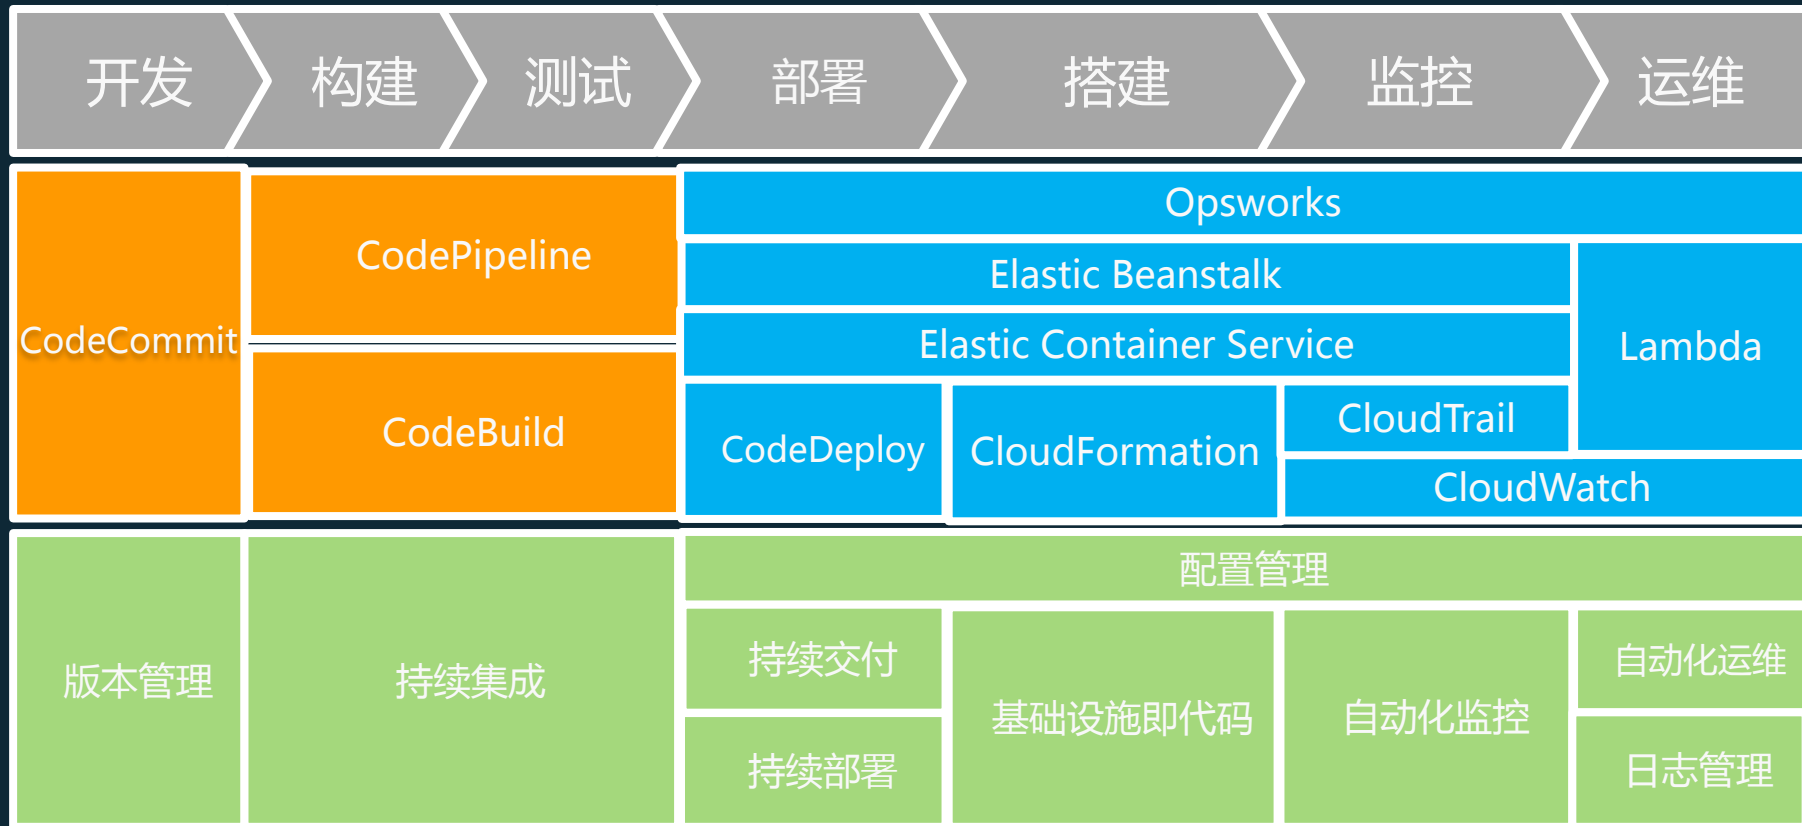 开发
构建
测试
部署
搭建
监控
运维
CodeCommit
CodePipeline
CodeBuild
Opsworks
Elastic Beanstalk
Elastic Container Service
Lambda
CodeDeploy
CloudFormation
CloudTrail
CloudWatch
版本管理
持续集成
配置管理
持续交付
持续部署
基础设施即代码
自动化监控
自动化运维
日志管理